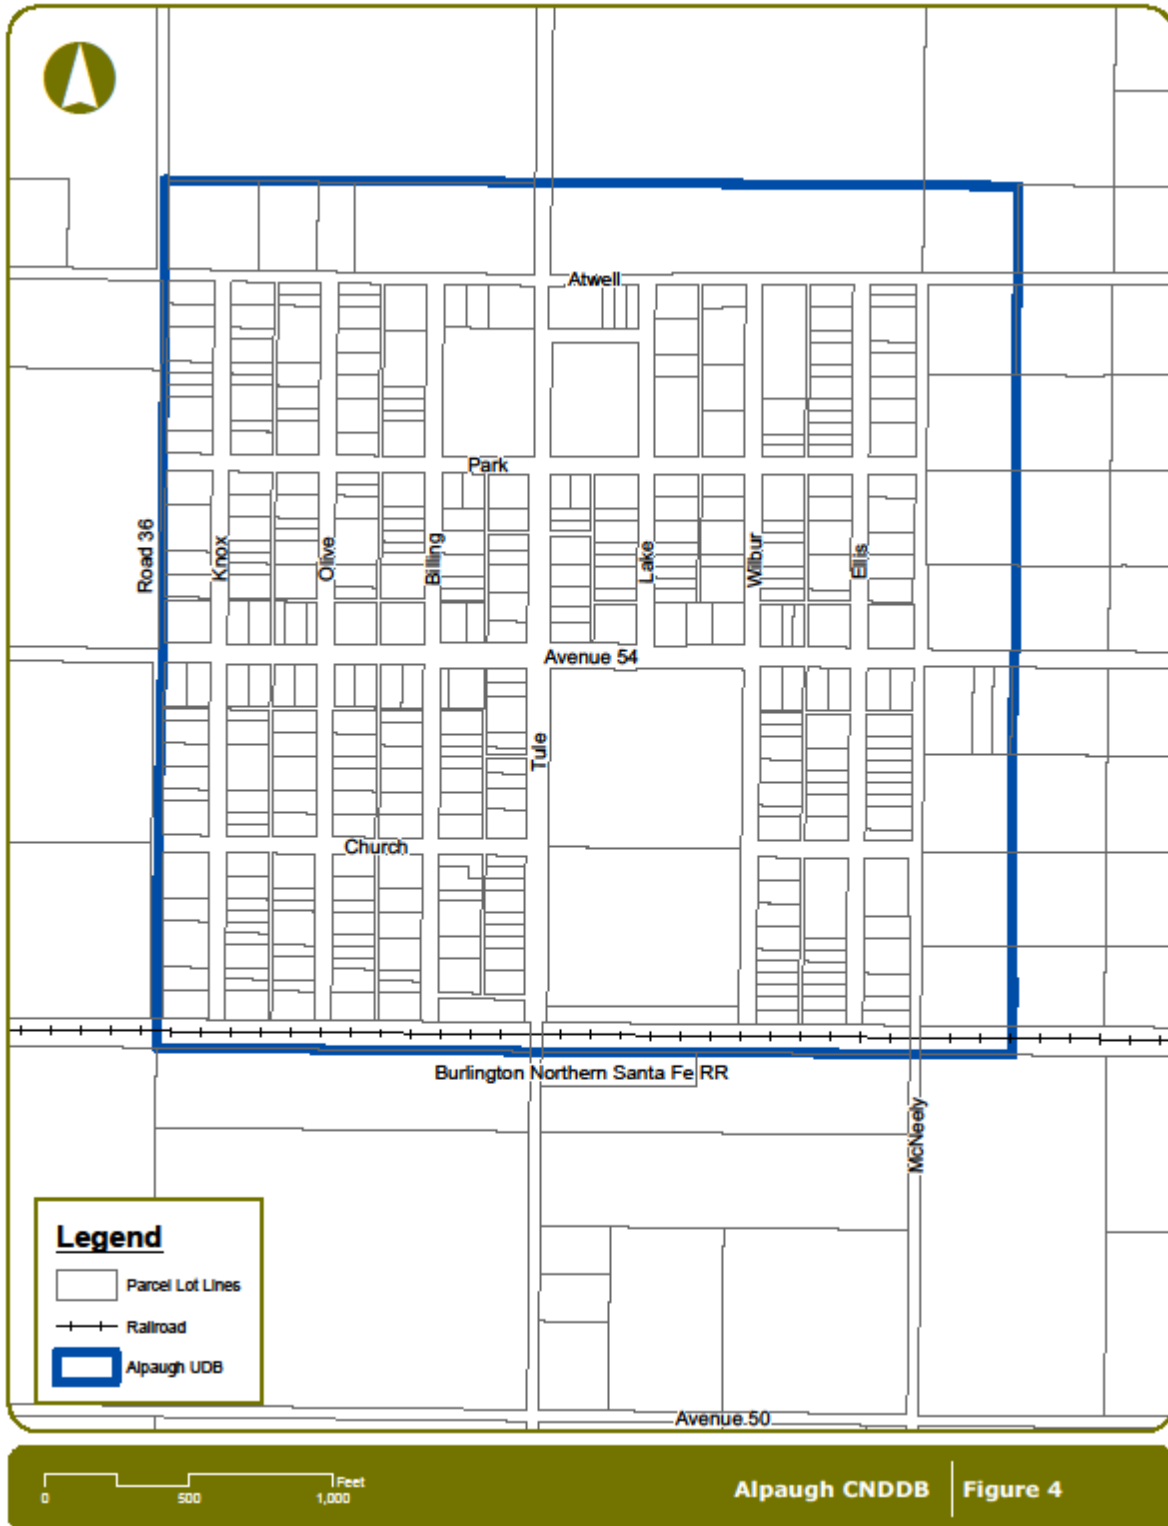 Atwell
Park
Road 36
Knox
Olive
Billing
Lake
Wilbur
Ellis
Avenue 54
Tule
Church
Burlington Northern Santa Fe RR
McNeely
Legend
Parcel Lot Lines
Railroad
Alpaugh UDB
Avenue 50
Feet
0 500 1,000
Alpaugh CNDDB Figure 4